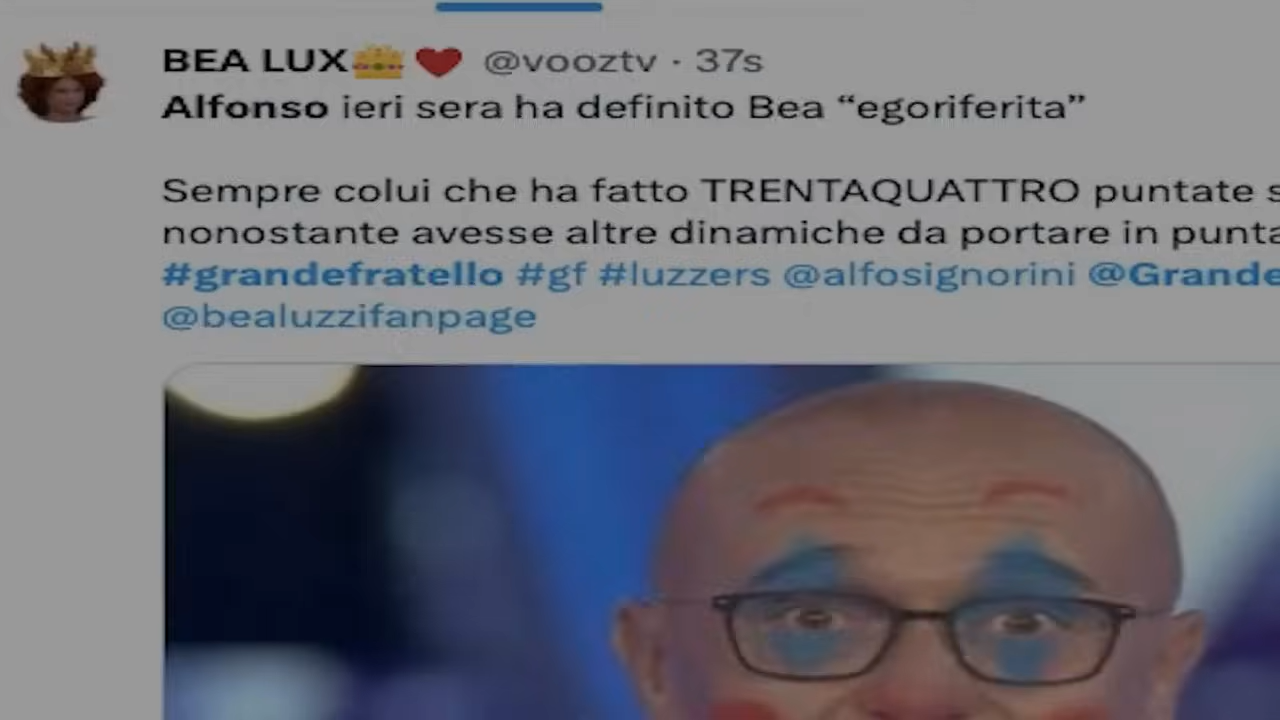 BEA LUX👑❤️ @vooztv · 37s
Alfonso ieri sera ha definito Bea “egoriferita”
Sempre colui che ha fatto TRENTAQUATTRO puntate
nonostante avesse altre dinamiche da portare in
#grandefratello #gf #luzzers @alfosignorini
@bealuzzifanpage